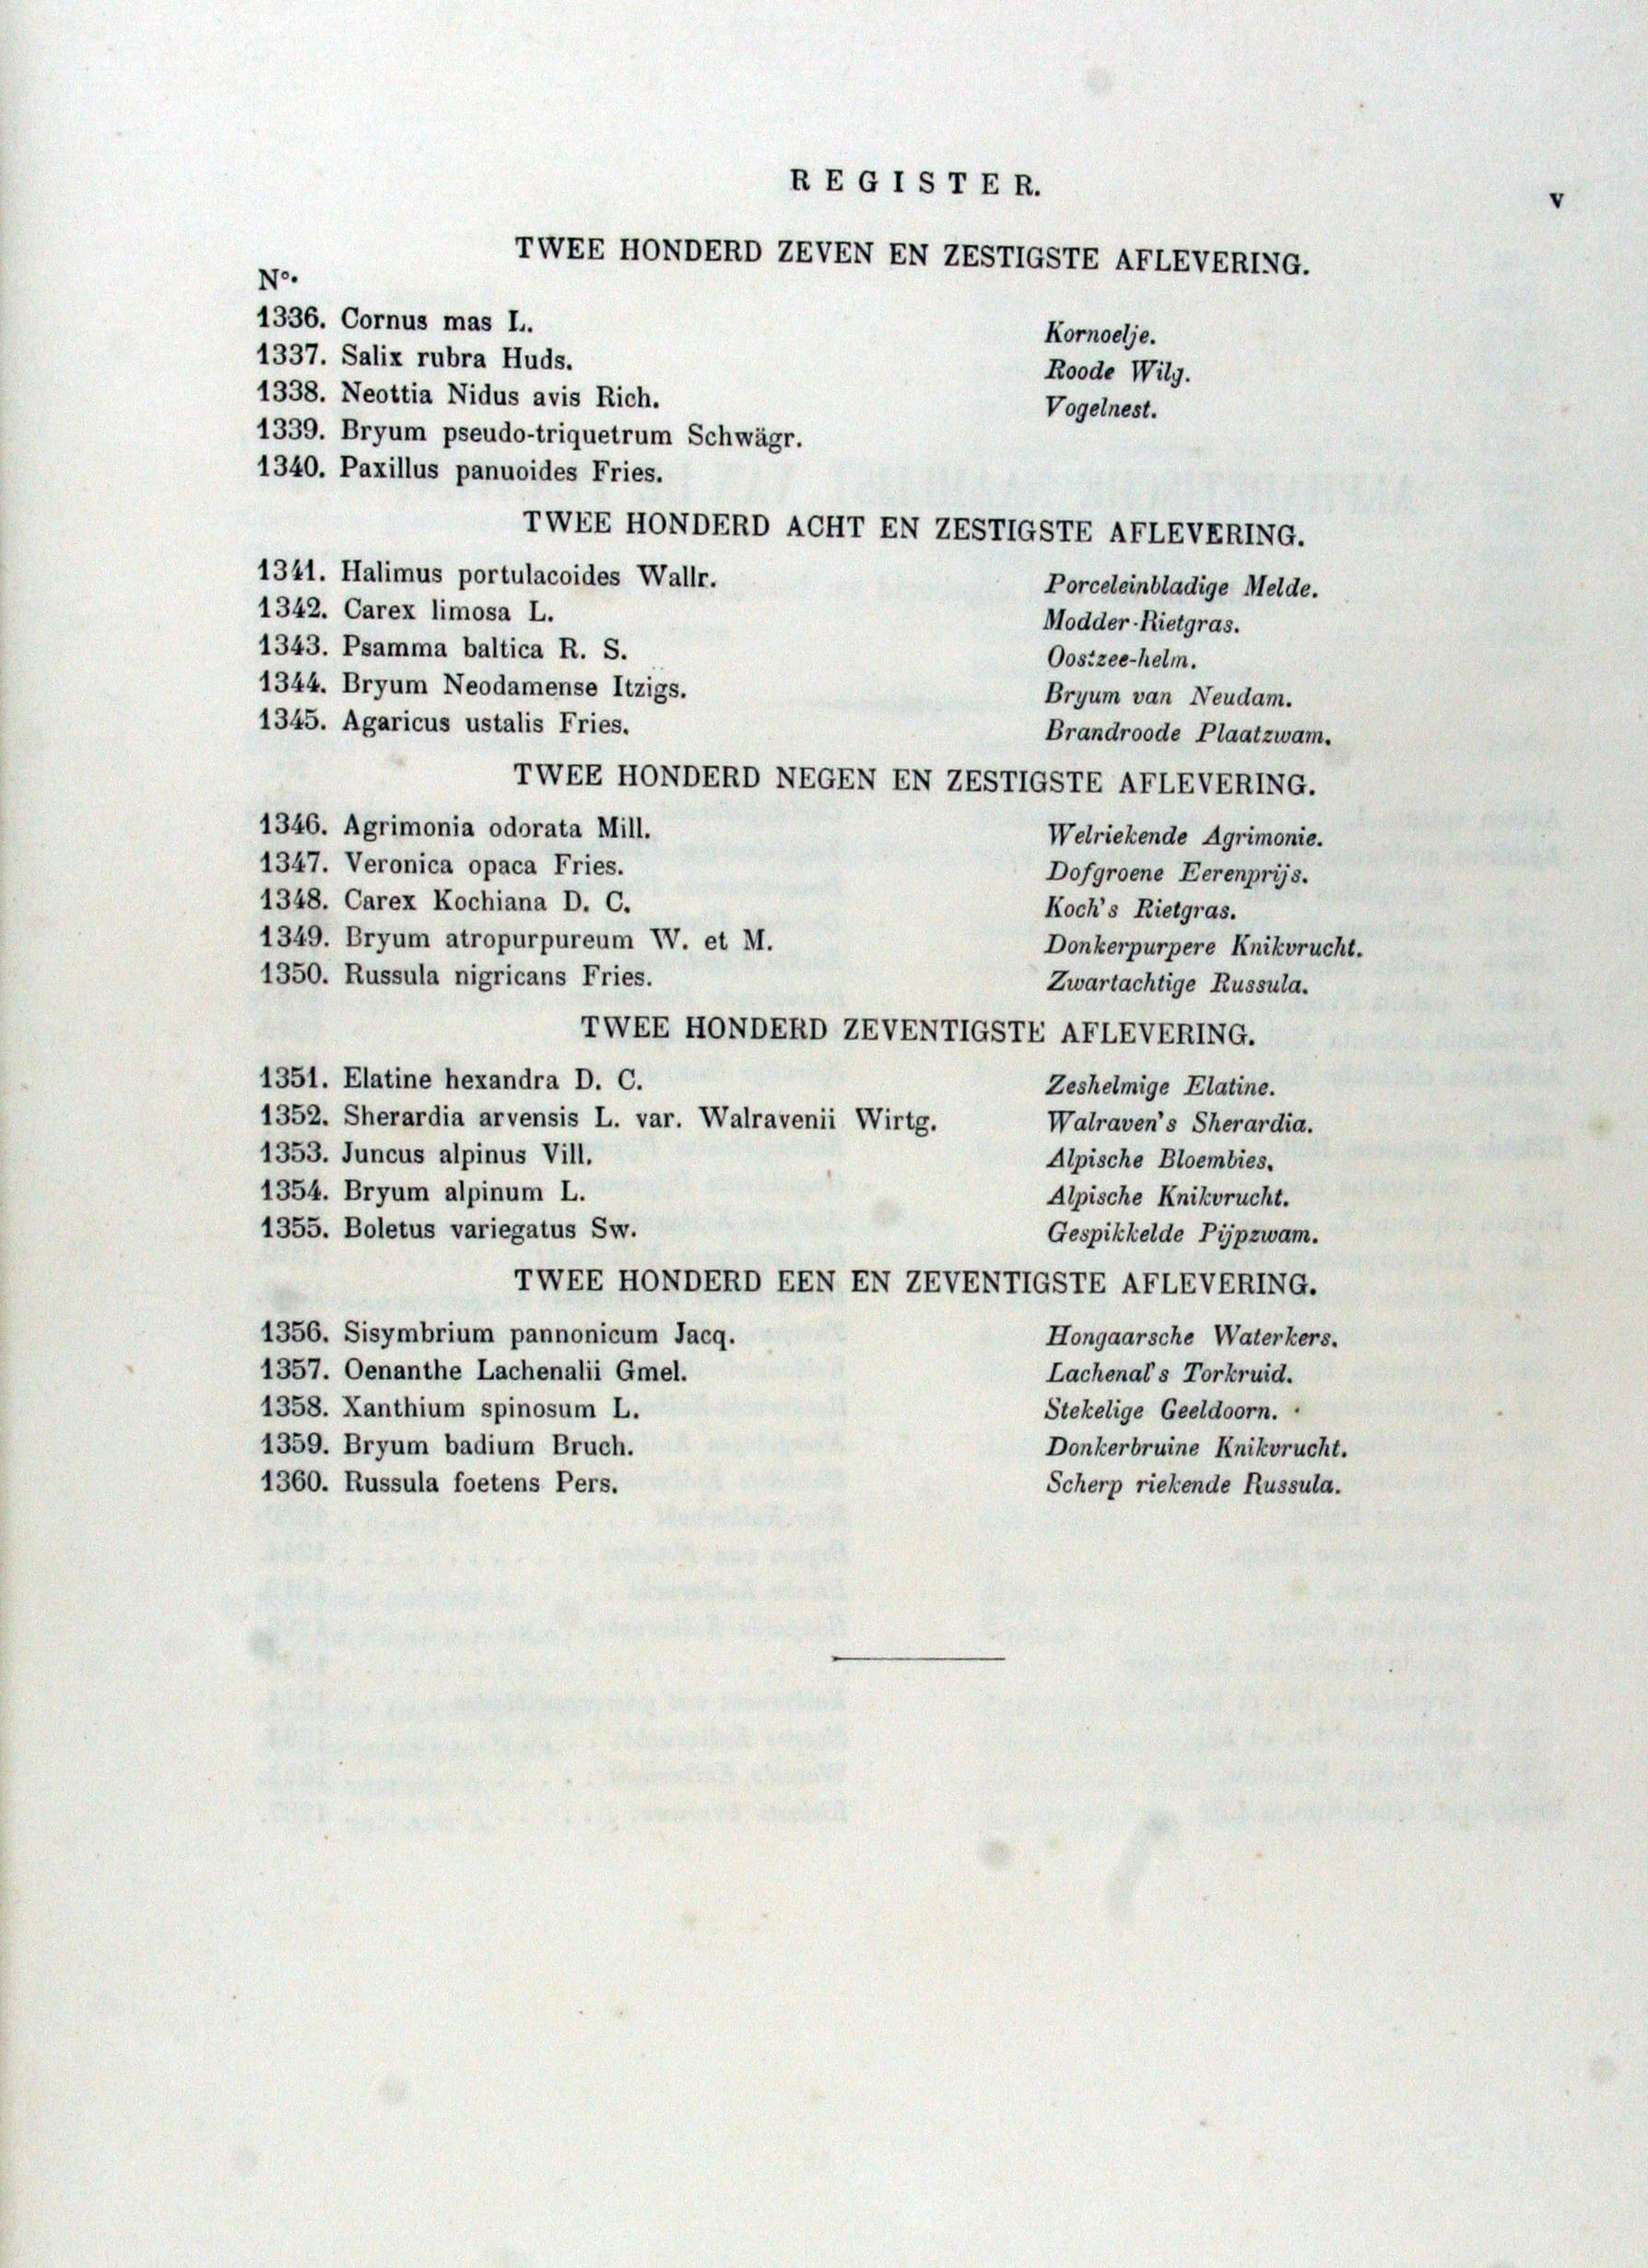 REGISTER.
V
TWEE HONDERD ZEVEN EN ZESTIGSTE AFLEVERING.
No.
1336. Cornus mas L. Kornoelje.
1337. Salix rubra Huds. Roode Wilg.
1338. Neottia Nidus avis Rich. Vogelnest.
1339. Bryum pseudo-triquetrum Schwägr.
1340. Paxillus panuoides Fries.
TWEE HONDERD ACHT EN ZESTIGSTE AFLEVERING.
1341. Halimus portulacoides Wallr. Porceleinbladige Melde.
1342. Carex limosa L. Modder-Rietgras.
1343. Psamma baltica R. S. Oostzee-helm.
1344. Bryum Neodamense Itzigs. Bryum van Neudam.
1345. Agaricus ustalis Fries. Brandroode Plaatzwam.
TWEE HONDERD NEGEN EN ZESTIGSTE AFLEVERING.
1346. Agrimonia odorata Mill. Welriekende Agrimonie.
1347. Veronica opaca Fries. Dofgroene Eerenprijs.
1348. Carex Kochiana D. C. Koch's Rietgras.
1349. Bryum atropurpureum W. et M. Donkerpurpere Knikvrucht.
1350. Russula nigricans Fries. Zwartachtige Russula.
TWEE HONDERD ZEVENTIGSTE AFLEVERING.
1351. Elatine hexandra D. C. Zeshelmige Elatine.
1352. Sherardia arvensis L. var. Walravenii Wirtg. Walraven's Sherardia.
1353. Juncus alpinus Vill. Alpische Bloembies.
1354. Bryum alpinum L. Alpische Knikvrucht.
1355. Boletus variegatus Sw. Gespikkelde Pijpzwam.
TWEE HONDERD EEN EN ZEVENTIGSTE AFLEVERING.
1356. Sisymbrium pannonicum Jacq. Hongaarsche Waterkers.
1357. Oenanthe Lachenalii Gmel. Lachenal's Torkruid.
1358. Xanthium spinosum L. Stekelige Geeldoorn.
1359. Bryum badium Bruch. Donkerbruine Knikvrucht.
1360. Russula foetens Pers. Scherp riekende Russula.